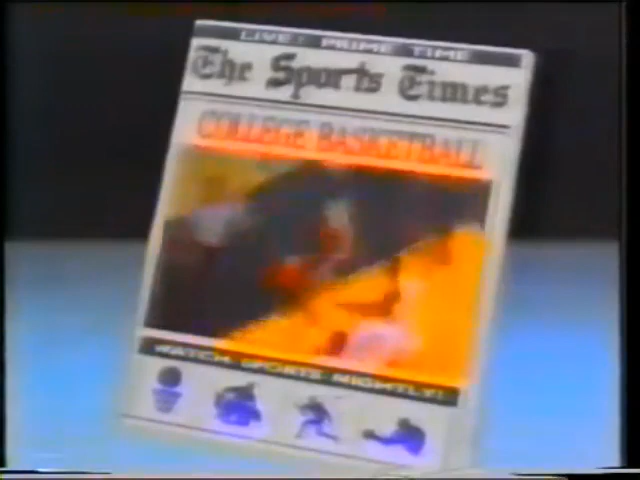 LIVE! PRIME TIME
The Sports Times
COLLEGE BASKETBALL
WATCH SPORTS NIGHTLY!